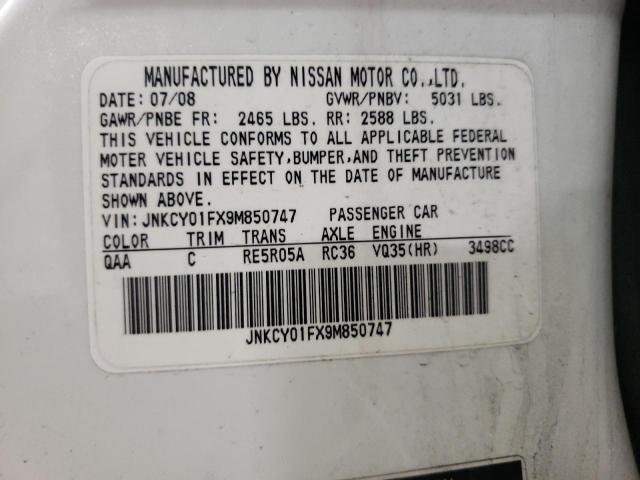 MANUFACTURED BY NISSAN MOTOR CO.,LTD.
DATE: 07/08 GVWR/PNBV: 5031 LBS.
GAWR/PNBE FR: 2465 LBS. RR: 2588 LBS.
THIS VEHICLE CONFORMS TO ALL APPLICABLE FEDERAL
MOTOR VEHICLE SAFETY,BUMPER,AND THEFT PREVENTION
STANDARDS IN EFFECT ON THE DATE OF MANUFACTURE
SHOWN ABOVE.
VIN:JNKCY01FX9M850747 PASSENGER CAR
COLOR TRIM TRANS AXLE ENGINE
QAA C RE5R05A RC36 VQ35(HR) 3498CC
JNKCY01FX9M850747